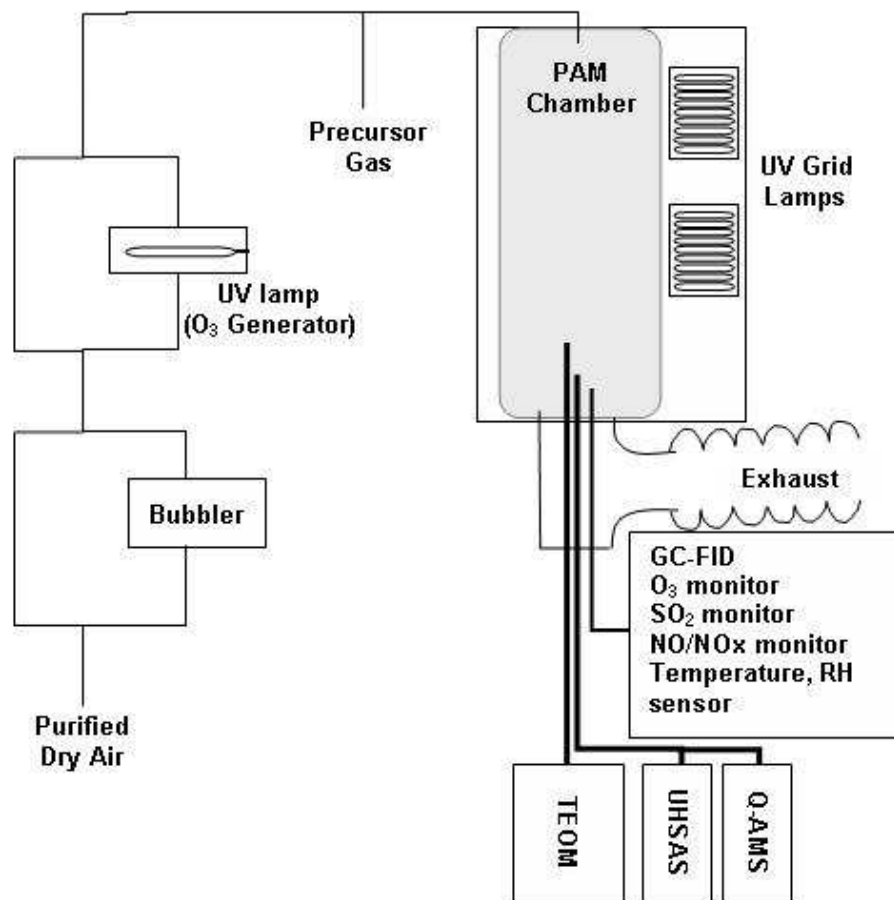 PAM
Chamber
Precursor
Gas
UV Grid
Lamps
UV lamp
(O₃ Generator)
Bubbler
Exhaust
Purified
Dry Air
GC-FID
O₃ monitor
SO₂ monitor
NO/NOx monitor
Temperature, RH
sensor
TEOM
UHSAS
Q-AMS